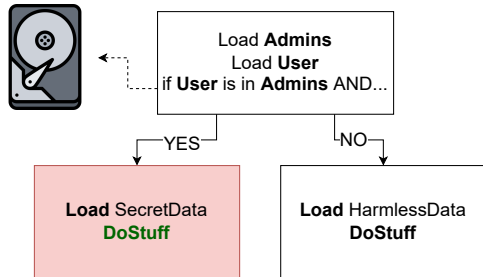 Load Admins
Load User
if User is in Admins AND...
YES
NO
Load SecretData
DoStuff
Load HarmlessData
DoStuff